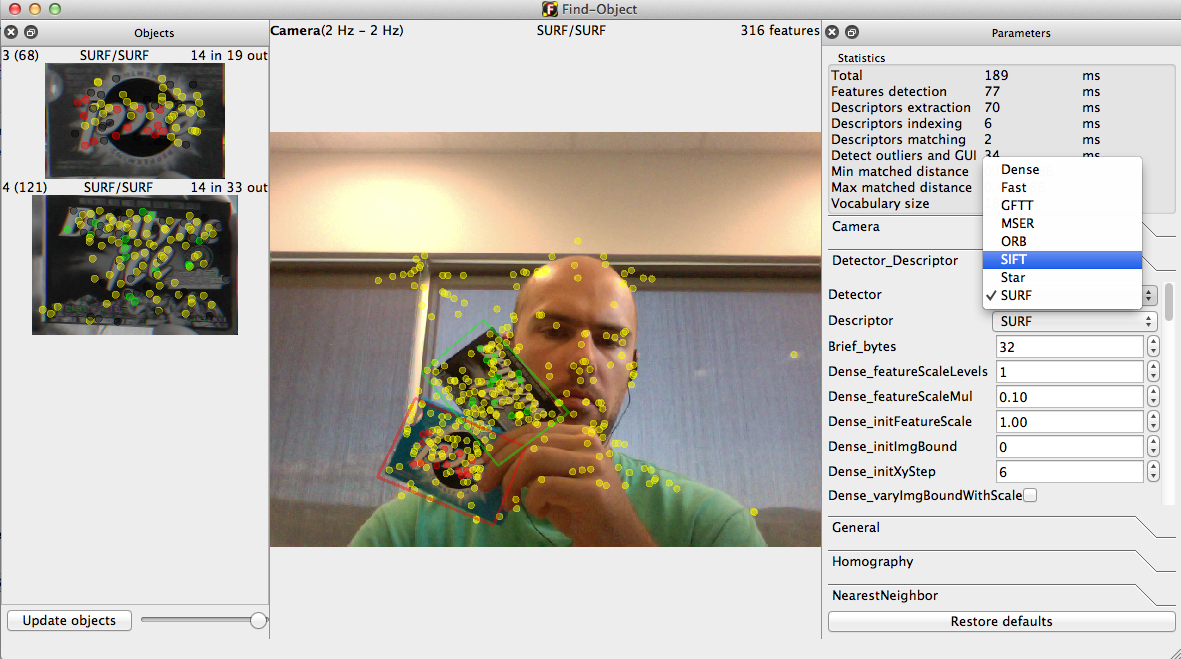 Find-Object
Objects
3 (68) SURF/SURF 14 in 19 out
4 (121) SURF/SURF 14 in 33 out
Update objects
Camera(2 Hz - 2 Hz) SURF/SURF 316 features
Parameters
Statistics
Total 189 ms
Features detection 77 ms
Descriptors extraction 70 ms
Descriptors indexing 6 ms
Descriptors matching 2 ms
Detect outliers and GUI 34 ms
Min matched distance
Max matched distance
Vocabulary size
Camera
Detector_Descriptor
Dense
Fast
GFTT
MSER
ORB
SIFT
Star
✓ SURF
Detector
Descriptor SURF
Brief_bytes 32
Dense_featureScaleLevels 1
Dense_featureScaleMul 0.10
Dense_initFeatureScale 1.00
Dense_initImgBound 0
Dense_initXyStep 6
Dense_varyImgBoundWithScale
General
Homography
NearestNeighbor
Restore defaults